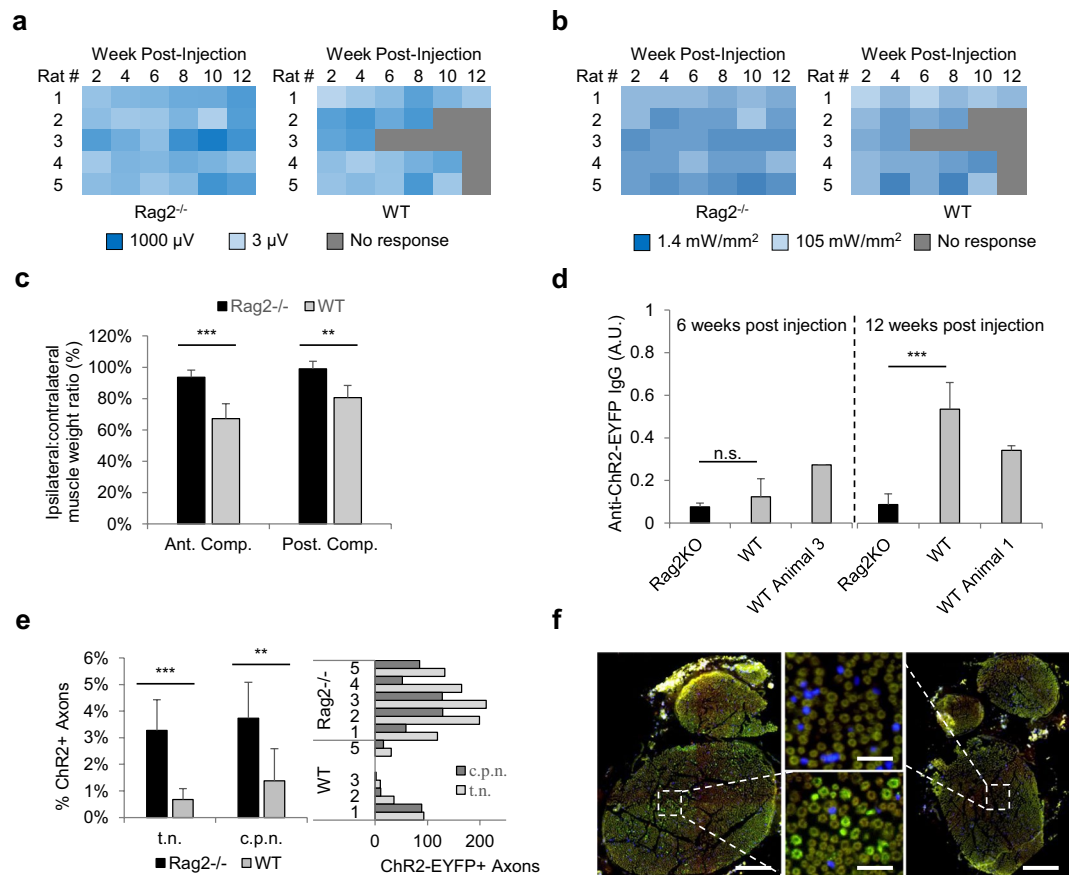 a
Week Post-Injection
Week Post-Injection
Rat # 2 4 6 8 10 12
2 4 6 8 10 12
1
1
2
2
3
3
4
4
5
5
Rag2-/-
WT
1000 µV
3 µV
No response
b
Week Post-Injection
Week Post-Injection
Rat # 2 4 6 8 10 12
2 4 6 8 10 12
1
1
2
2
3
3
4
4
5
5
Rag2-/-
WT
1.4 mW/mm²
105 mW/mm²
No response
c
Rag2-/-
WT
Ipsilateral:contralateral
muscle weight ratio (%)
120%
100%
80%
60%
40%
20%
0%
***
**
Ant. Comp.
Post. Comp.
d
Anti-ChR2-EYFP IgG (A.U.)
1
0.8
0.6
0.4
0.2
0
6 weeks post injection
12 weeks post injection
n.s.
***
Rag2KO
WT
WT Animal 3
Rag2KO
WT
WT Animal 1
e
% ChR2+ Axons
6%
5%
4%
3%
2%
1%
0%
***
**
t.n.
c.p.n.
Rag2-/-
WT
Rag2-/-
5
4
3
2
1
WT
5
3
2
1
c.p.n.
t.n.
0
100
200
ChR2-EYFP+ Axons
f